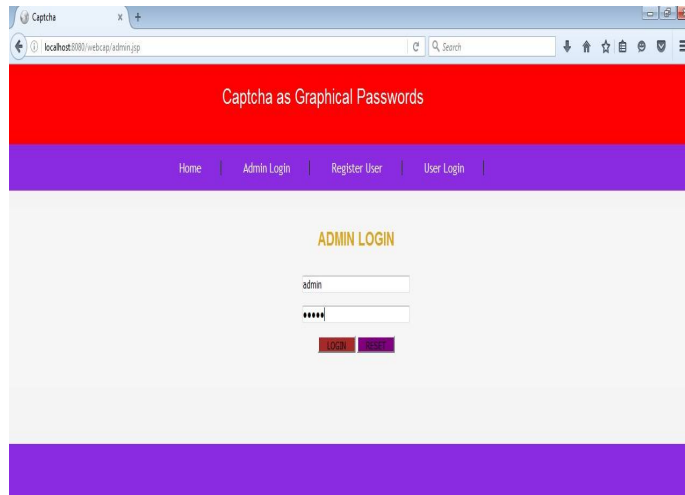 Captcha
localhost:8080/webcap/admin.jsp
Search
Captcha as Graphical Passwords
Home Admin Login Register User User Login
ADMIN LOGIN
admin
•••••
LOGIN RESET